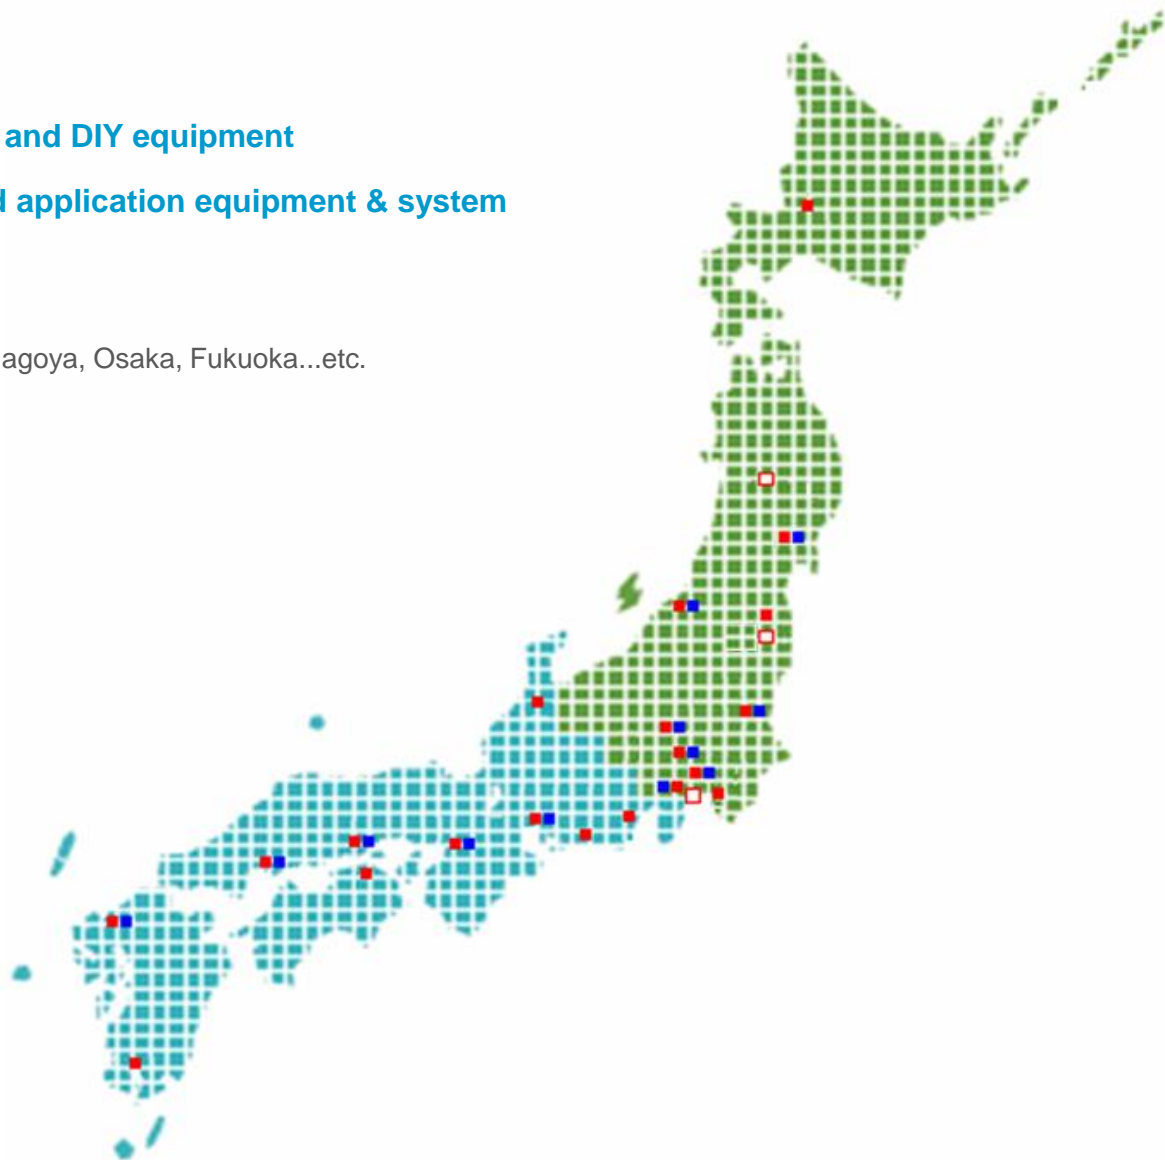 and DIY equipment
application equipment & system
agoya, Osaka, Fukuoka...etc.